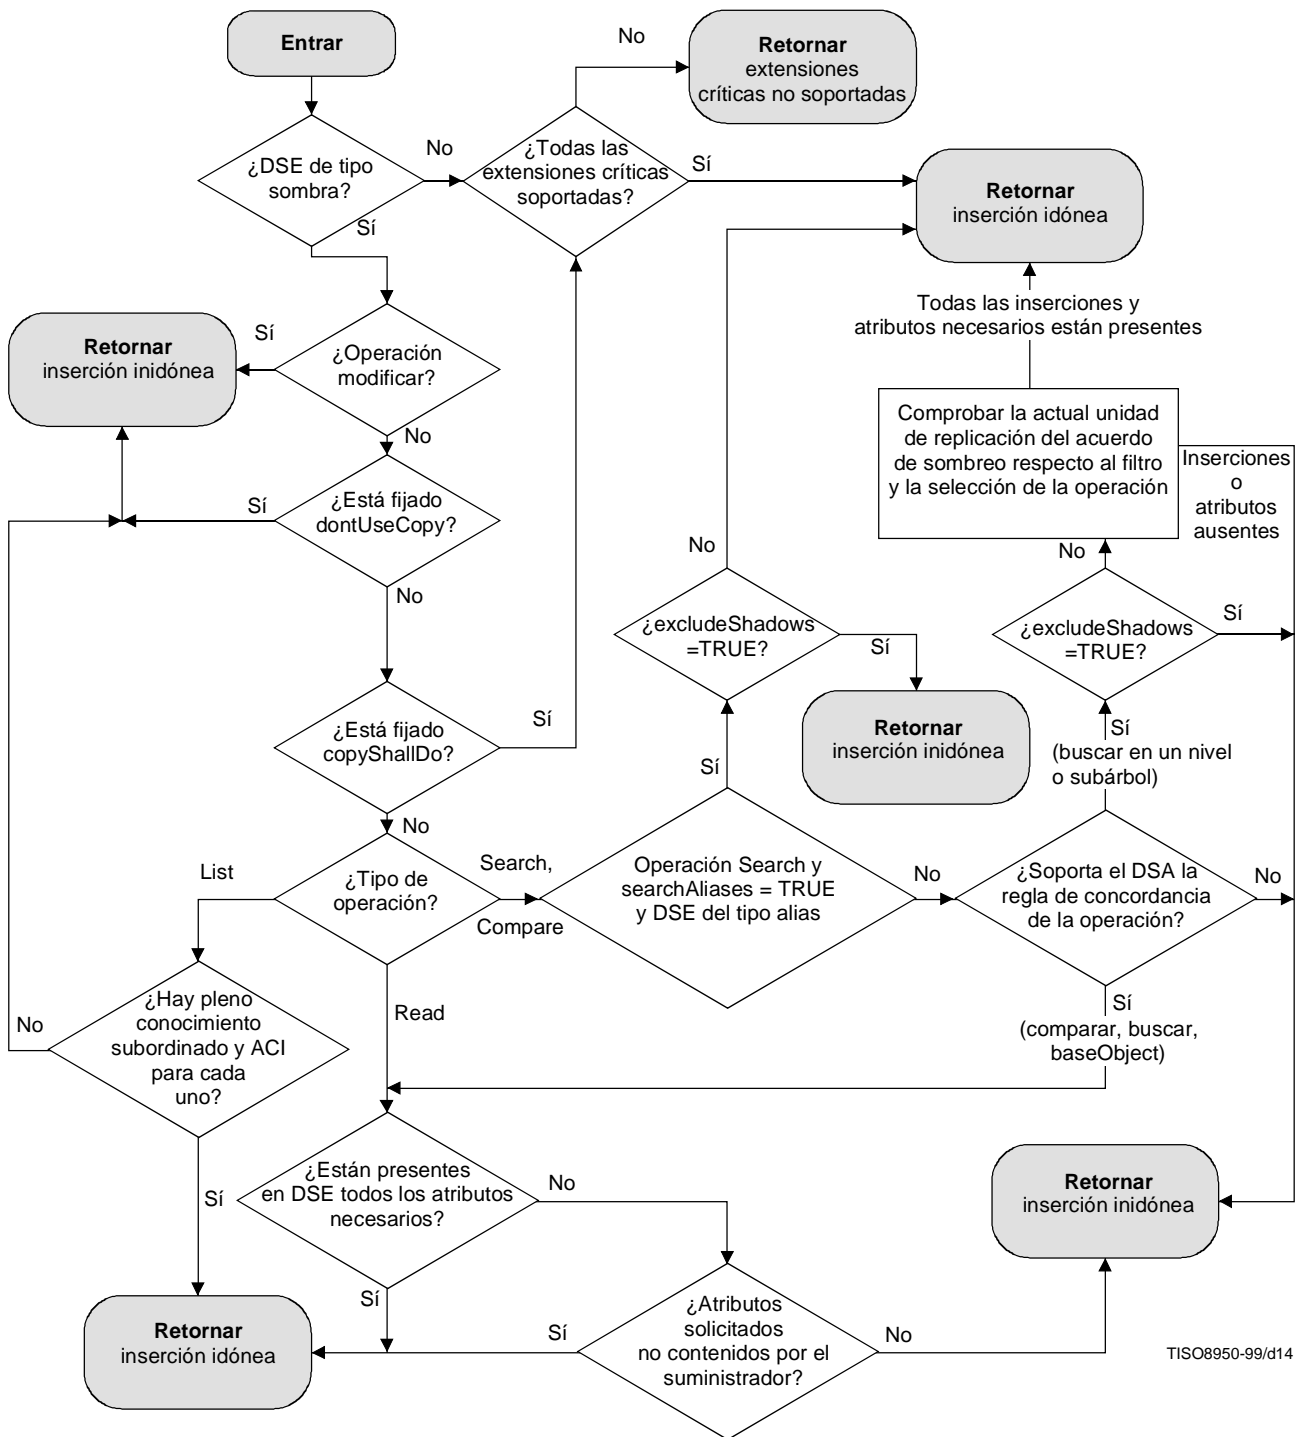 Entrar
No
Retornar
extensiones
críticas no soportadas
¿DSE de tipo
sombra?
No
¿Todas las
extensiones críticas
soportadas?
Sí
Retornar
inserción idónea
Sí
Todas las inserciones y
atributos necesarios están presentes
Retornar
inserción inidónea
Sí
¿Operación
modificar?
No
Comprobar la actual unidad
de replicación del acuerdo
de sombreo respecto al filtro
y la selección de la operación
Inserciones
o
atributos
ausentes
Sí
¿Está fijado
dontUseCopy?
No
No
No
¿excludeShadows
=TRUE?
Sí
¿excludeShadows
=TRUE?
Sí
¿Está fijado
copyShallDo?
Sí
Retornar
inserción inidónea
Sí
(buscar en un nivel
o subárbol)
Sí
No
List
¿Tipo de
operación?
Search,
Compare
Operación Search y
searchAliases = TRUE
y DSE del tipo alias
No
¿Soporta el DSA la
regla de concordancia
de la operación?
No
No
¿Hay pleno
conocimiento
subordinado y ACI
para cada
uno?
Read
Sí
(comparar, buscar,
baseObject)
Sí
¿Están presentes
en DSE todos los atributos
necesarios?
No
Retornar
inserción inidónea
Sí
Retornar
inserción idónea
Sí
¿Atributos
solicitados
no contenidos por el
suministrador?
No
TISO8950-99/d14